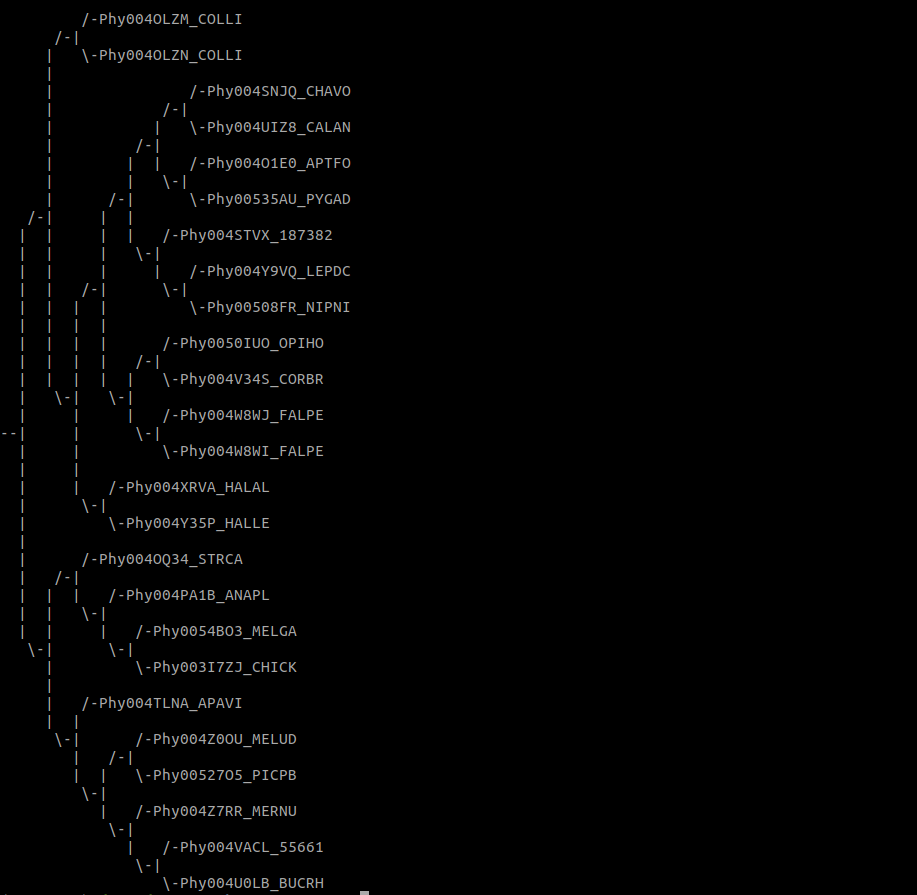 /-Phy004OLZM_COLLI
\-Phy004OLZN_COLLI
/-Phy004SNJQ_CHAVO
\-Phy004UIZ8_CALAN
/-Phy004O1E0_APTFO
\-Phy00535AU_PYGAD
/-Phy004STVX_187382
/-Phy004Y9VQ_LEPDC
\-Phy00508FR_NIPNI
/-Phy0050IUO_OPIHO
\-Phy004V34S_CORBR
/-Phy004W8WJ_FALPE
\-Phy004W8WI_FALPE
/-Phy004XRVA_HALAL
\-Phy004Y35P_HALLE
/-Phy004OQ34_STRCA
/-Phy004PA1B_ANAPL
/-Phy0054BO3_MELGA
\-Phy003I7ZJ_CHICK
/-Phy004TLNA_APAVI
/-Phy004Z0OU_MELUD
\-Phy00527O5_PICPB
/-Phy004Z7RR_MERNU
/-Phy004VACL_55661
\-Phy004U0LB_BUCRH